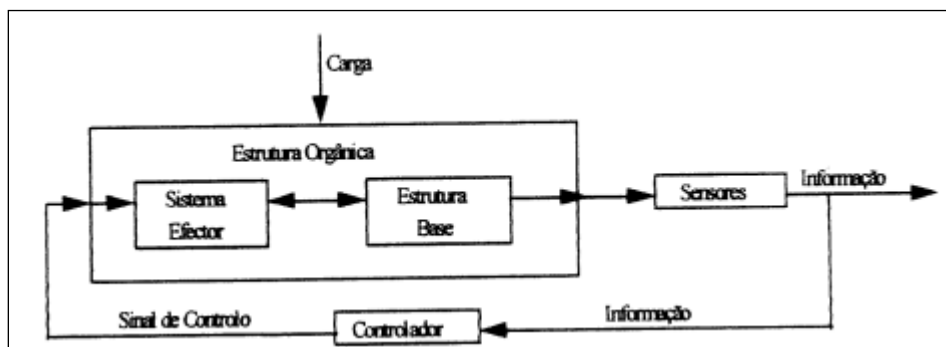 Carga
Estrutura Orgânica
Sistema
Efector
Estrutura
Base
Sensores
Informação
Sinal de Controlo
Controlador
Informação